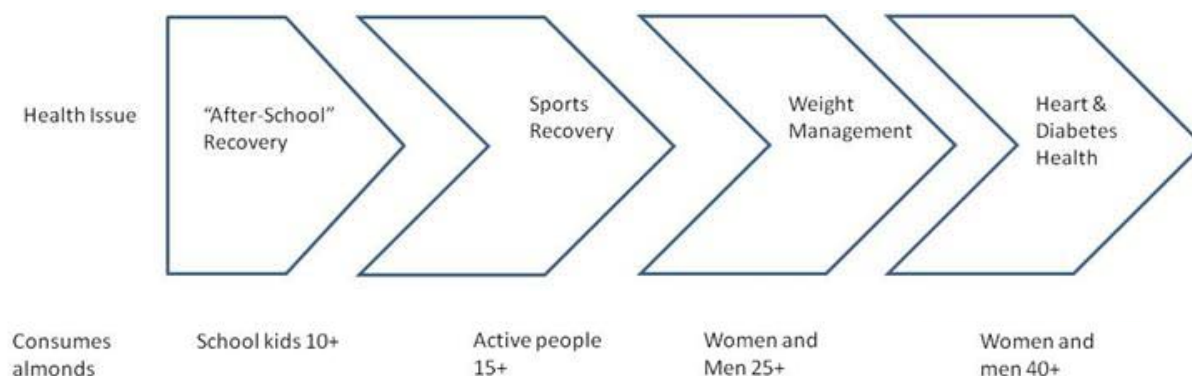 Health Issue
“After-School”
Recovery
Sports
Recovery
Weight
Management
Heart &
Diabetes
Health
Consumes
almonds
School kids 10+
Active people
15+
Women and
Men 25+
Women and
men 40+